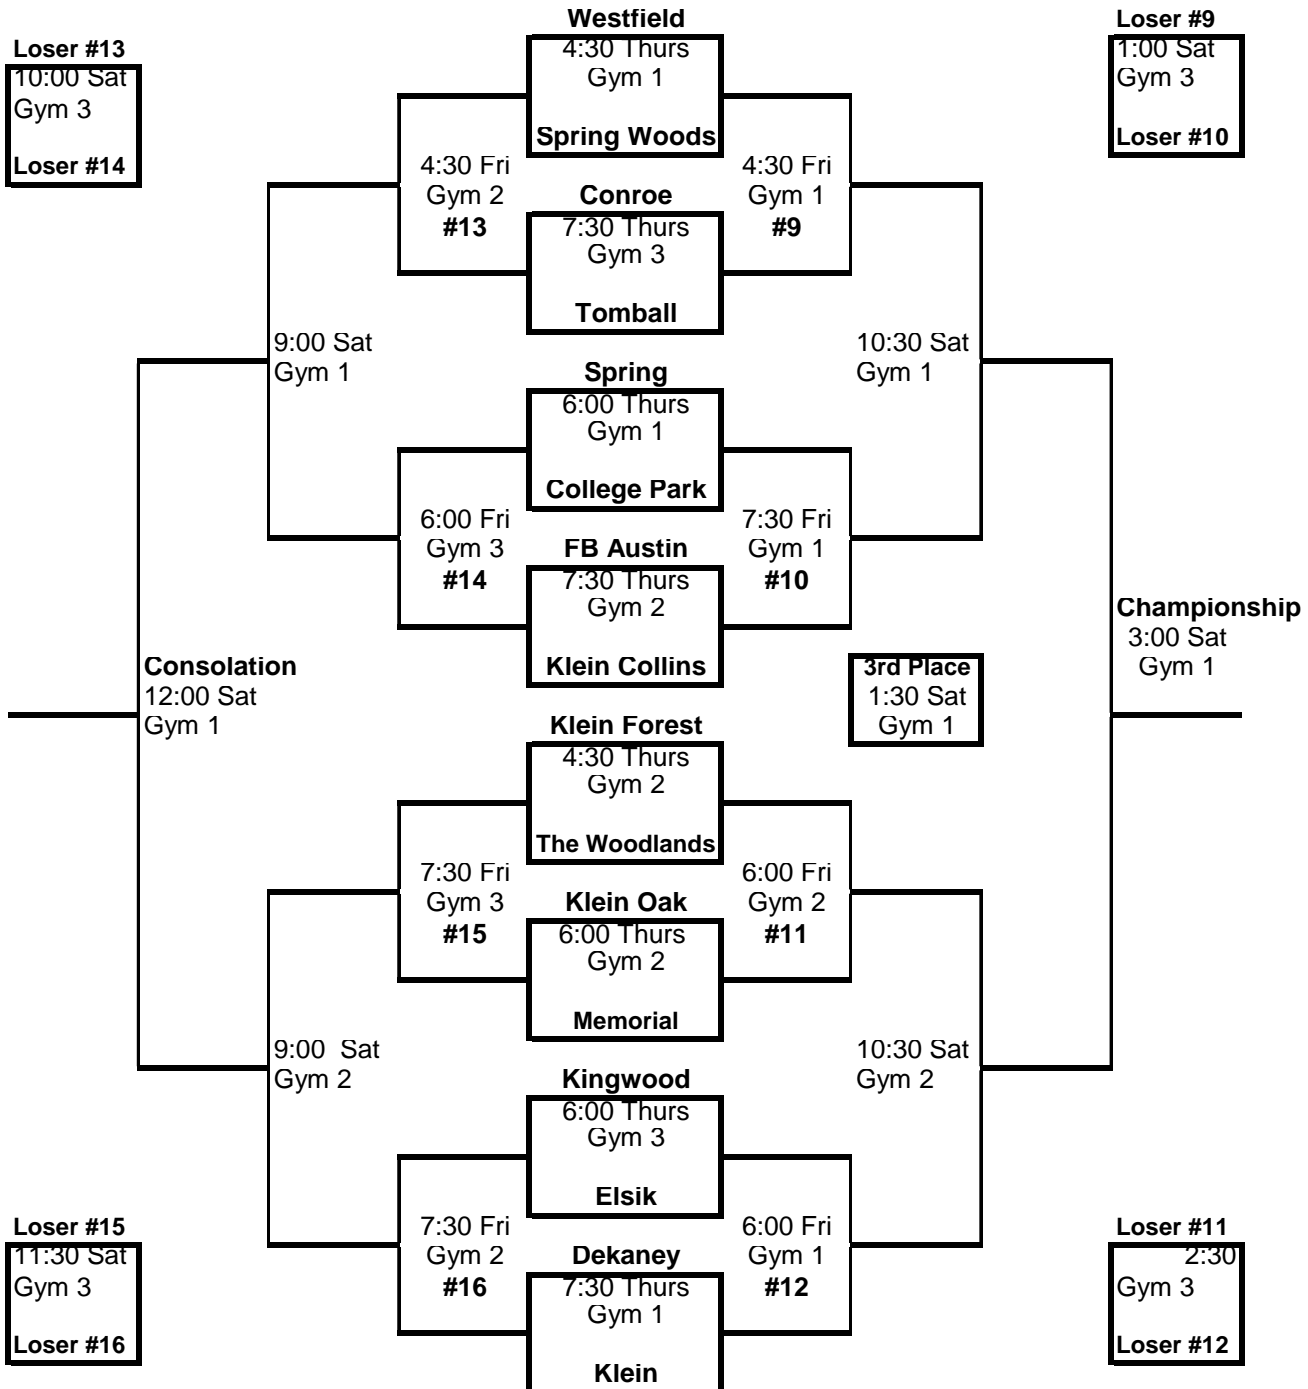 Westfield
Loser #9
Loser #13
4:30 Thurs
1:00 Sat
10:00 Sat
Gym 1
Gym 3
Gym 3
Spring Woods
Loser #10
Loser #14
4:30 Fri
4:30 Fri
Gym 2
Conroe
Gym 1
#13
7:30 Thurs
#9
Gym 3
Tomball
9:00 Sat
10:30 Sat
Gym 1
Spring
Gym 1
6:00 Thurs
Gym 1
College Park
6:00 Fri
7:30 Fri
Gym 3
FB Austin
Gym 1
#14
7:30 Thurs
#10
Gym 2
Championship
3:00 Sat
Consolation
Klein Collins
3rd Place
Gym 1
12:00 Sat
1:30 Sat
Gym 1
Klein Forest
Gym 1
4:30 Thurs
Gym 2
The Woodlands
7:30 Fri
6:00 Fri
Gym 3
Klein Oak
Gym 2
#15
6:00 Thurs
#11
Gym 2
Memorial
9:00 Sat
10:30 Sat
Gym 2
Kingwood
Gym 2
6:00 Thurs
Gym 3
Elsik
Loser #15
7:30 Fri
6:00 Fri
Loser #11
11:30 Sat
Gym 2
Dekaney
Gym 1
2:30
Gym 3
#16
7:30 Thurs
#12
Gym 3
Gym 1
Loser #16
Loser #12
Klein